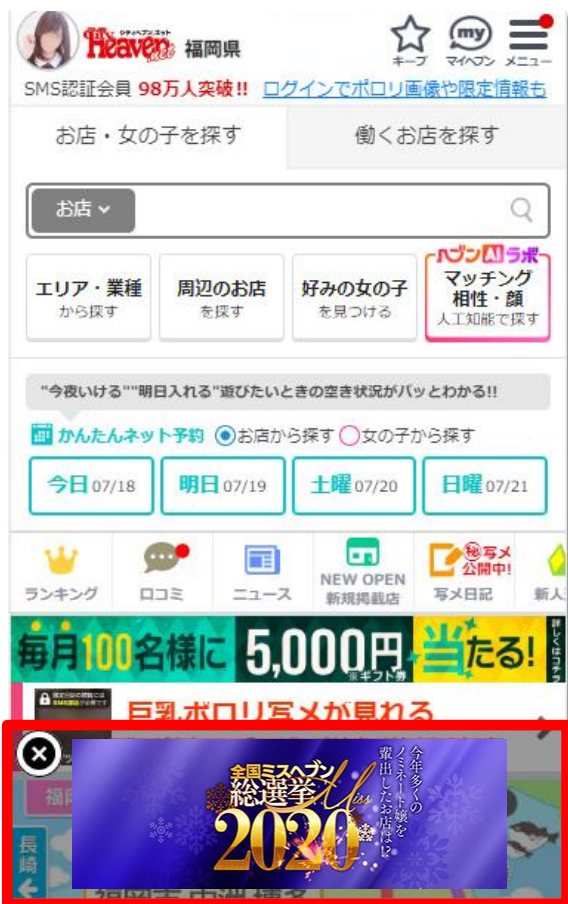 City Heaven net 福岡県
キープ マイヘブン メニュー
SMS認証会員 98万人突破!! ログインでポロリ画像や限定情報も
お店・女の子を探す 働くお店を探す
お店
ヘブンAIラボ
エリア・業種 から探す
周辺のお店 を探す
好みの女の子 を見つける
マッチング 相性・顔 人工知能で探す
"今夜いける""明日入れる"遊びたいときの空き状況がパッとわかる!!
かんたんネット予約 お店から探す 女の子から探す
今日 07/18 明日 07/19 土曜 07/20 日曜 07/21
ランキング 口コミ ニュース
NEW OPEN 新規掲載店
㊙写メ公開中! 写メ日記
新人
毎月100名様に 5,000円 ※ギフト券 当たる!
詳しくはコチラ
巨乳ポロリ写メが見れる
全国ミスヘブン
総選挙 Miss
2020
今年多くの
ノミネート嬢を
輩出したお店は!?
長崎